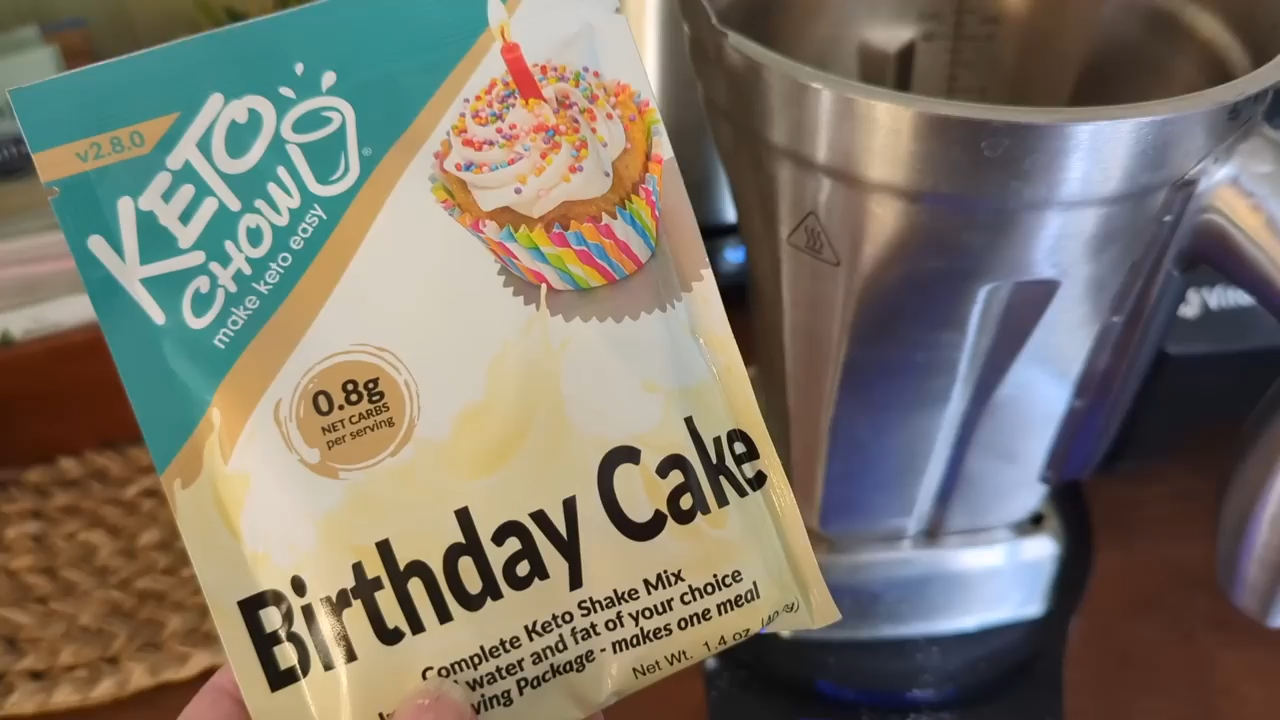 v2.8.0
KETO
CHOW®
make keto easy
0.8g
NET CARBS
per serving
Birthday Cake
Complete Keto Shake Mix
water and fat of your choice
Package - makes one meal
Net Wt. 1.4 oz